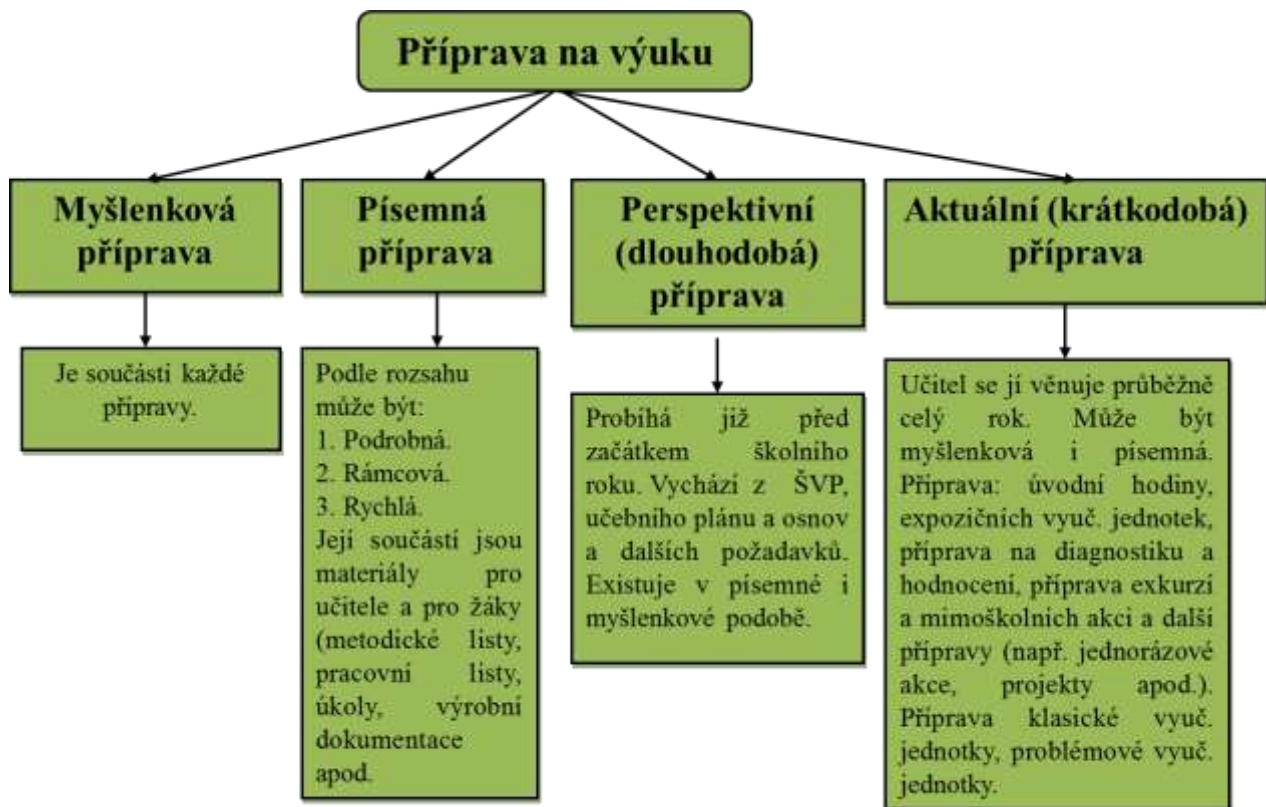 Příprava na výuku
Myšlenková
příprava
Písemná
příprava
Perspektivní
(dlouhodobá)
příprava
Aktuální (krátkodobá)
příprava
Je součástí každé
přípravy.
Podle rozsahu
může být:
1. Podrobná.
2. Rámcová.
3. Rychlá.
Její součástí jsou
materiály pro
učitele a pro žáky
(metodické listy,
pracovní listy,
úkoly, výrobní
dokumentace
apod.
Probíhá již před
začátkem školního
roku. Vychází z ŠVP,
učebního plánu a osnov
a dalších požadavků.
Existuje v písemné i
myšlenkové podobě.
Učitel se jí věnuje průběžně
celý rok. Může být
myšlenková i písemná.
Příprava: úvodní hodiny,
expozičních vyuč. jednotek,
příprava na diagnostiku a
hodnocení, příprava exkurzí
a mimoškolních akci a další
přípravy (např. jednorázové
akce, projekty apod.).
Příprava klasické vyuč.
jednotky, problémové vyuč.
jednotky.